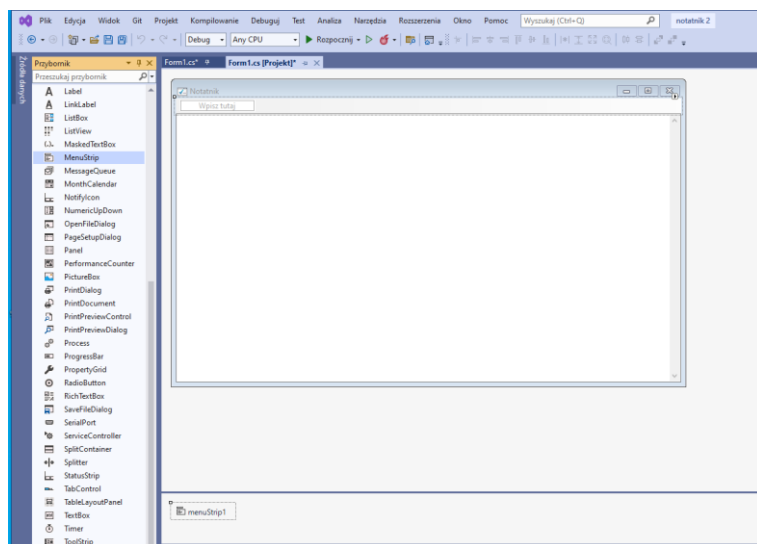 Plik Edycja Widok Git Projekt Kompilowanie Debuguj Test Analiza Narzędzia Rozszerzenia Okno Pomoc Wyszukaj (Ctrl+Q) notatnik 2
Debug Any CPU Rozpocznij
Źródła danych
Przybornik
Form1.cs* Form1.cs [Projekt]*
Przeszukaj przybornik
Label
LinkLabel
ListBox
ListView
MaskedTextBox
MenuStrip
MessageQueue
MonthCalendar
NotifyIcon
NumericUpDown
OpenFileDialog
PageSetupDialog
Panel
PerformanceCounter
PictureBox
PrintDialog
PrintDocument
PrintPreviewControl
PrintPreviewDialog
Process
ProgressBar
PropertyGrid
RadioButton
RichTextBox
SaveFileDialog
SerialPort
ServiceController
SplitContainer
Splitter
StatusStrip
TabControl
TableLayoutPanel
TextBox
Timer
ToolStrip
Notatnik
Wpisz tutaj
menuStrip1